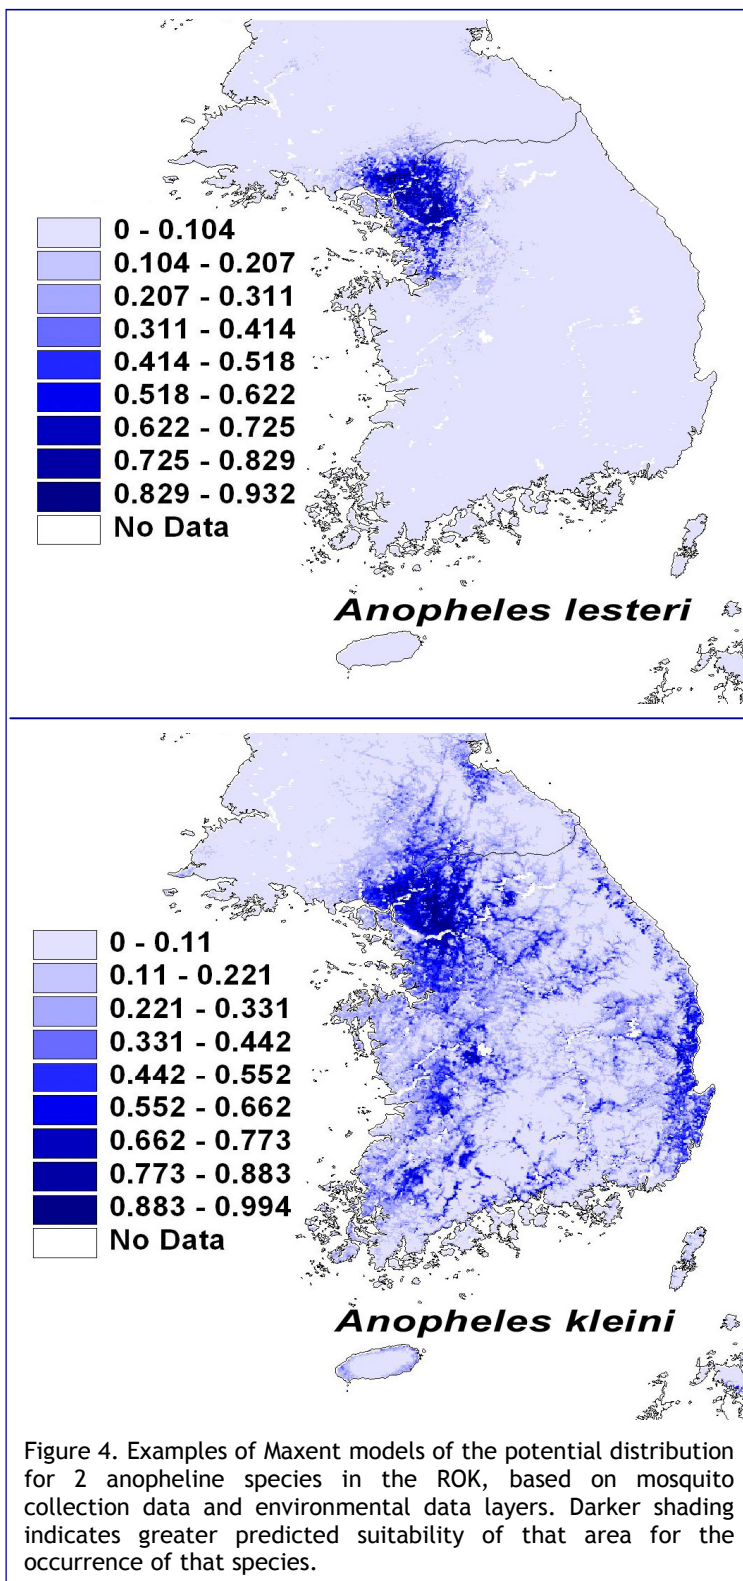 0 - 0.104
0.104 - 0.207
0.207 - 0.311
0.311 - 0.414
0.414 - 0.518
0.518 - 0.622
0.622 - 0.725
0.725 - 0.829
0.829 - 0.932
No Data
Anopheles lesteri
0 - 0.11
0.11 - 0.221
0.221 - 0.331
0.331 - 0.442
0.442 - 0.552
0.552 - 0.662
0.662 - 0.773
0.773 - 0.883
0.883 - 0.994
No Data
Anopheles kleini
Figure 4. Examples of Maxent models of the potential distribution
for 2 anopheline species in the ROK, based on mosquito
collection data and environmental data layers. Darker shading
indicates greater predicted suitability of that area for the
occurrence of that species.